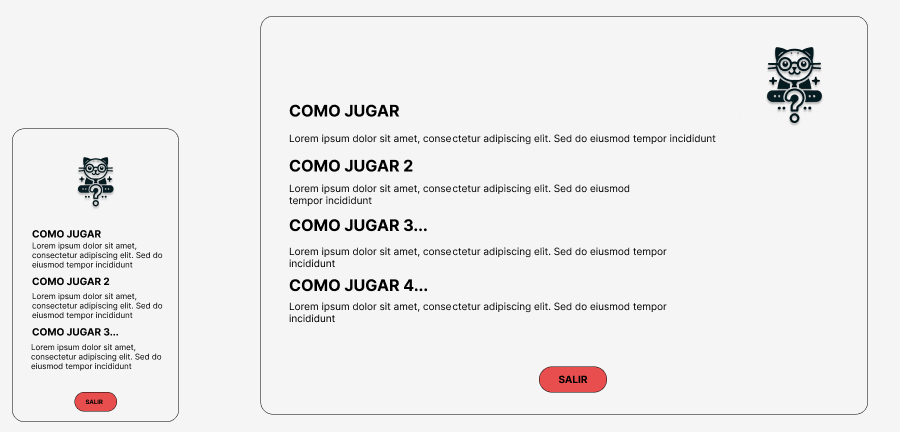 COMO JUGAR
Lorem ipsum dolor sit amet,
consectetur adipiscing elit. Sed do
eiusmod tempor incididunt
COMO JUGAR 2
Lorem ipsum dolor sit amet,
consectetur adipiscing elit. Sed do
eiusmod tempor incididunt
COMO JUGAR 3...
Lorem ipsum dolor sit amet,
consectetur adipiscing elit. Sed do
eiusmod tempor incididunt
SALIR
COMO JUGAR
Lorem ipsum dolor sit amet, consectetur adipiscing elit. Sed do eiusmod tempor incididunt
COMO JUGAR 2
Lorem ipsum dolor sit amet, consectetur adipiscing elit. Sed do eiusmod
tempor incididunt
COMO JUGAR 3...
Lorem ipsum dolor sit amet, consectetur adipiscing elit. Sed do eiusmod tempor
incididunt
COMO JUGAR 4...
Lorem ipsum dolor sit amet, consectetur adipiscing elit. Sed do eiusmod tempor
incididunt
SALIR